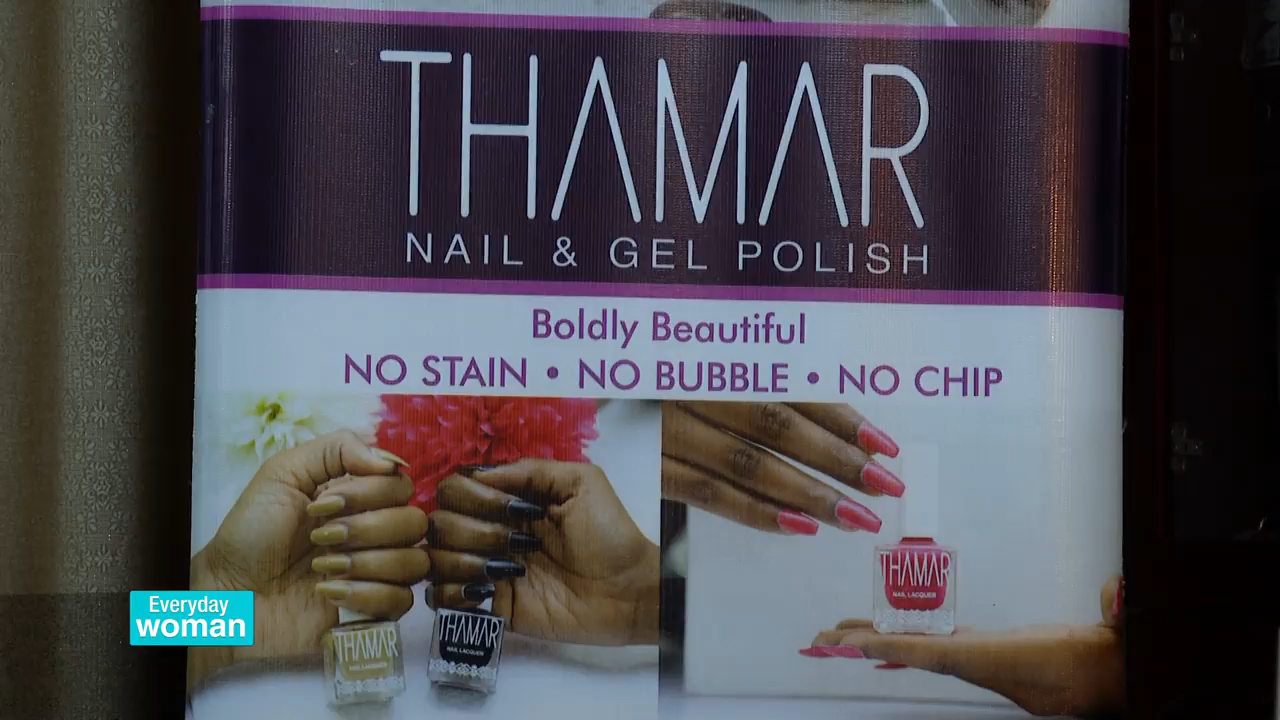 THAMAR
NAIL & GEL POLISH
Boldly Beautiful
NO STAIN • NO BUBBLE • NO CHIP
THAMAR
NAIL LACQUER
THAMAR
NAIL LACQUER
THAMAR
NAIL LACQUER
Everyday
woman